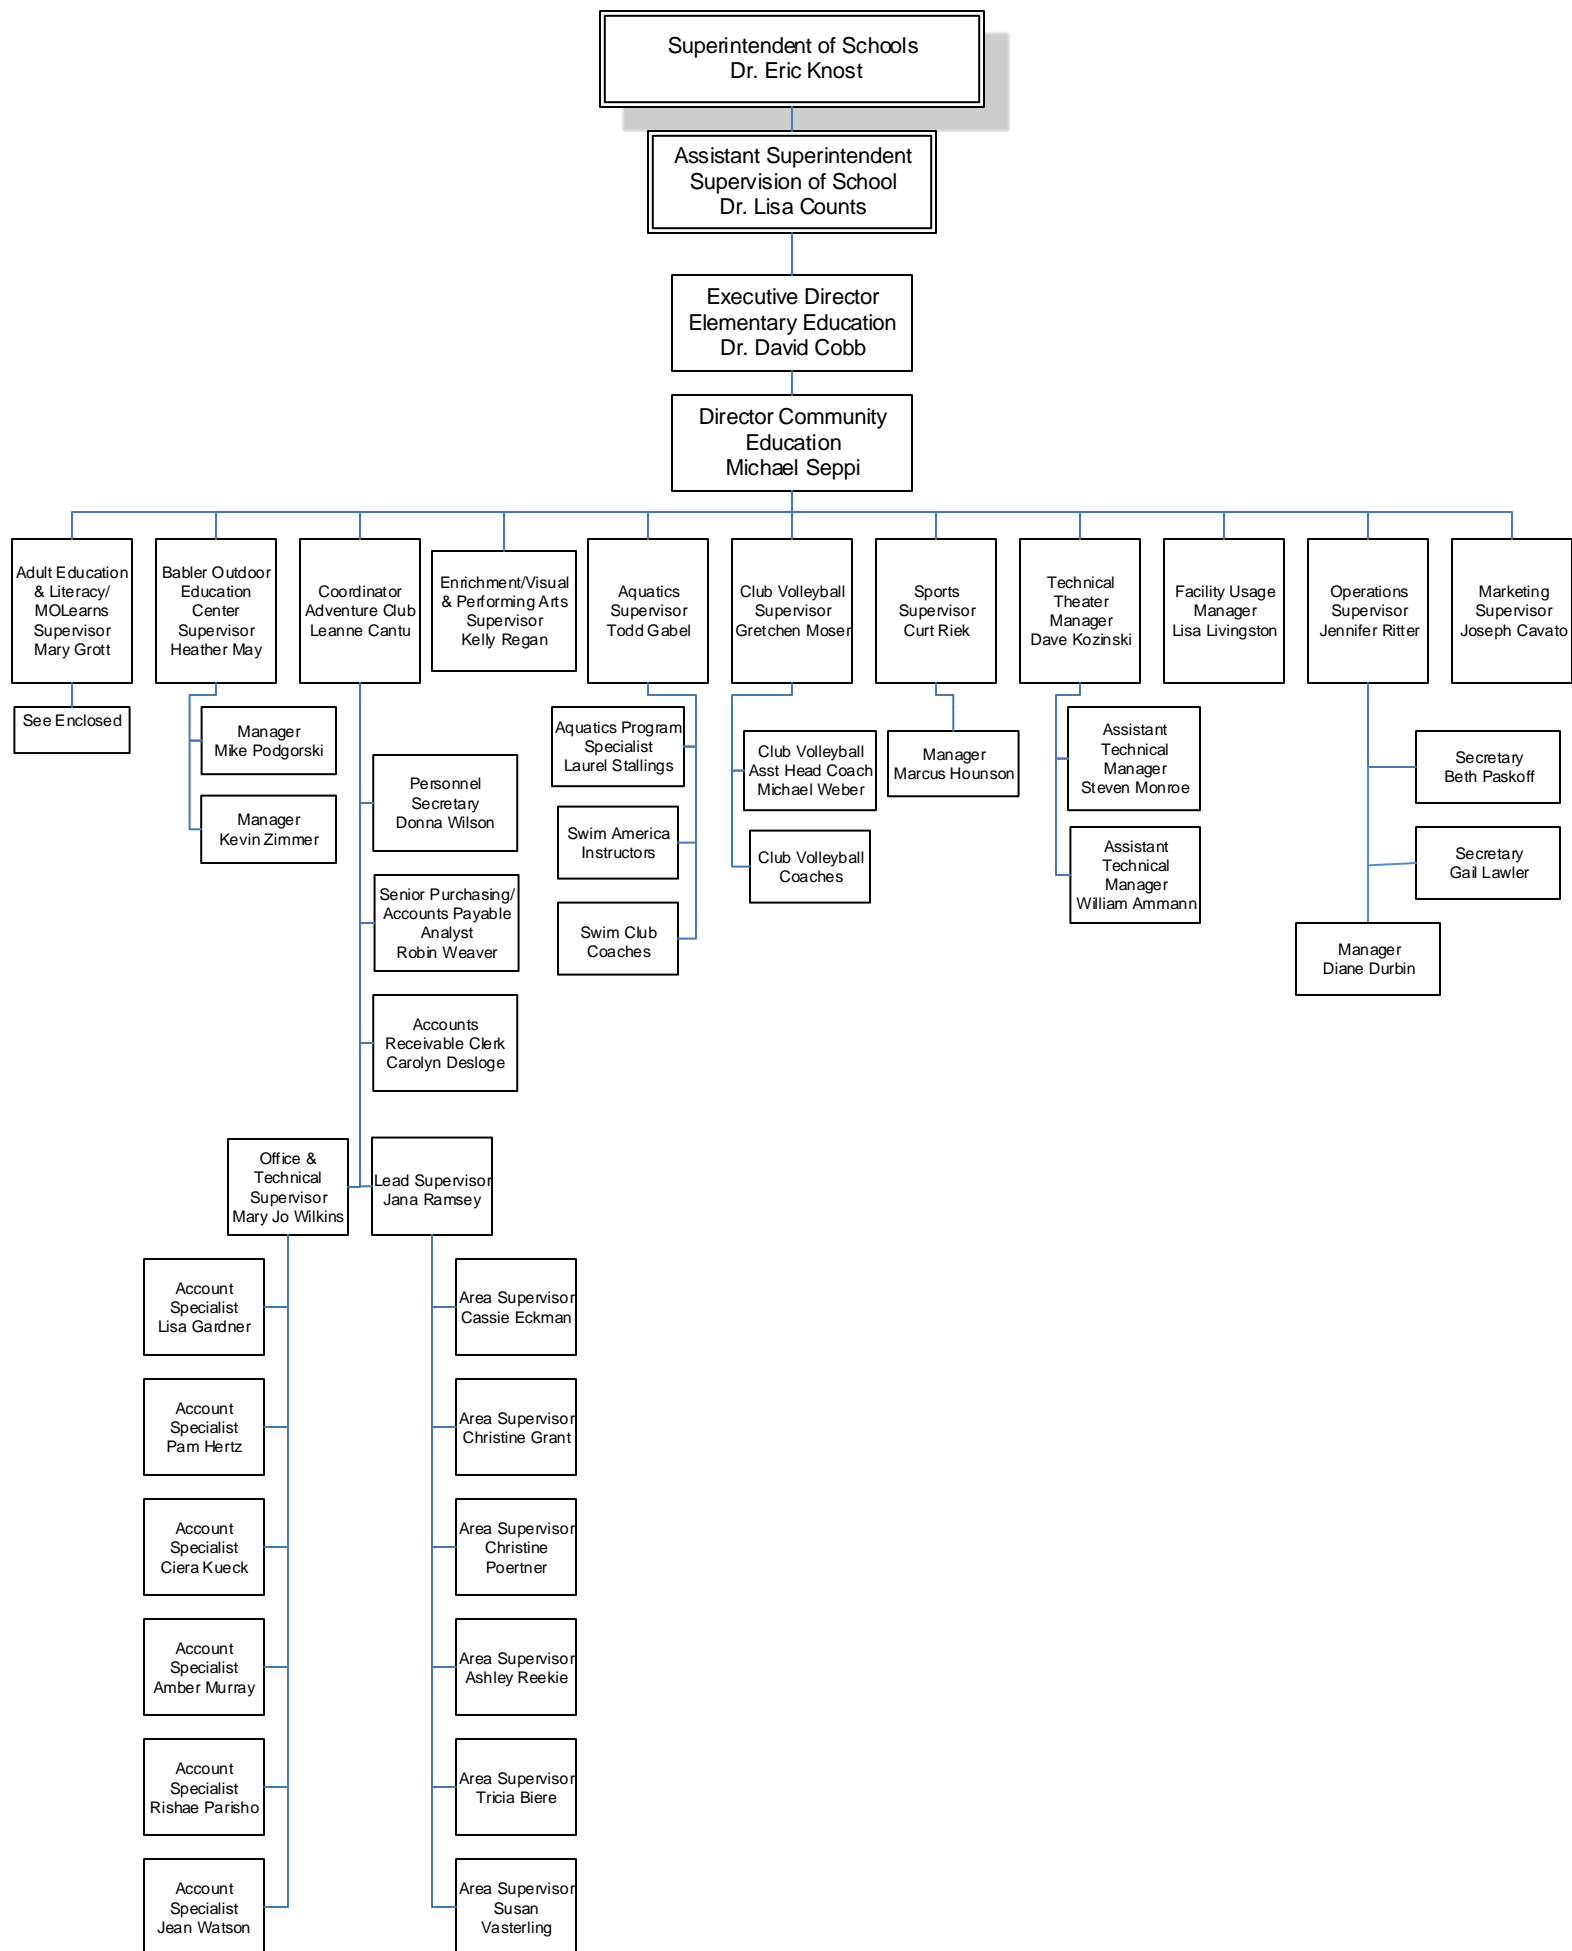 Superintendent of Schools
Dr. Eric Knost
Assistant Superintendent
Supervision of School
Dr. Lisa Counts
Executive Director
Elementary Education
Dr. David Cobb
Director Community
Education
Michael Seppi
Adult Education
& Literacy/
MOLearns
Supervisor
Mary Grott
Babler Outdoor
Education
Center
Supervisor
Heather May
Coordinator
Adventure Club
Leanne Cantu
Enrichment/Visual
& Performing Arts
Supervisor
Kelly Regan
Aquatics
Supervisor
Todd Gabel
Club Volleyball
Supervisor
Gretchen Moser
Sports
Supervisor
Curt Riek
Technical
Theater
Manager
Dave Kozinski
Facility Usage
Manager
Lisa Livingston
Operations
Supervisor
Jennifer Ritter
Marketing
Supervisor
Joseph Cavato
See Enclosed
Manager
Mike Podgorski
Manager
Kevin Zimmer
Personnel
Secretary
Donna Wilson
Senior Purchasing/
Accounts Payable
Analyst
Robin Weaver
Accounts
Receivable Clerk
Carolyn Desloge
Aquatics Program
Specialist
Laurel Stallings
Swim America
Instructors
Swim Club
Coaches
Club Volleyball
Asst Head Coach
Michael Weber
Club Volleyball
Coaches
Manager
Marcus Hounson
Assistant
Technical
Manager
Steven Monroe
Assistant
Technical
Manager
William Ammann
Secretary
Beth Paskoff
Secretary
Gail Lawler
Manager
Diane Durbin
Office &
Technical
Supervisor
Mary Jo Wilkins
Lead Supervisor
Jana Ramsey
Account
Specialist
Lisa Gardner
Account
Specialist
Pam Hertz
Account
Specialist
Ciera Kueck
Account
Specialist
Amber Murray
Account
Specialist
Rishae Parisho
Account
Specialist
Jean Watson
Area Supervisor
Cassie Eckman
Area Supervisor
Christine Grant
Area Supervisor
Christine
Poertner
Area Supervisor
Ashley Reekie
Area Supervisor
Tricia Biere
Area Supervisor
Susan
Vasterling